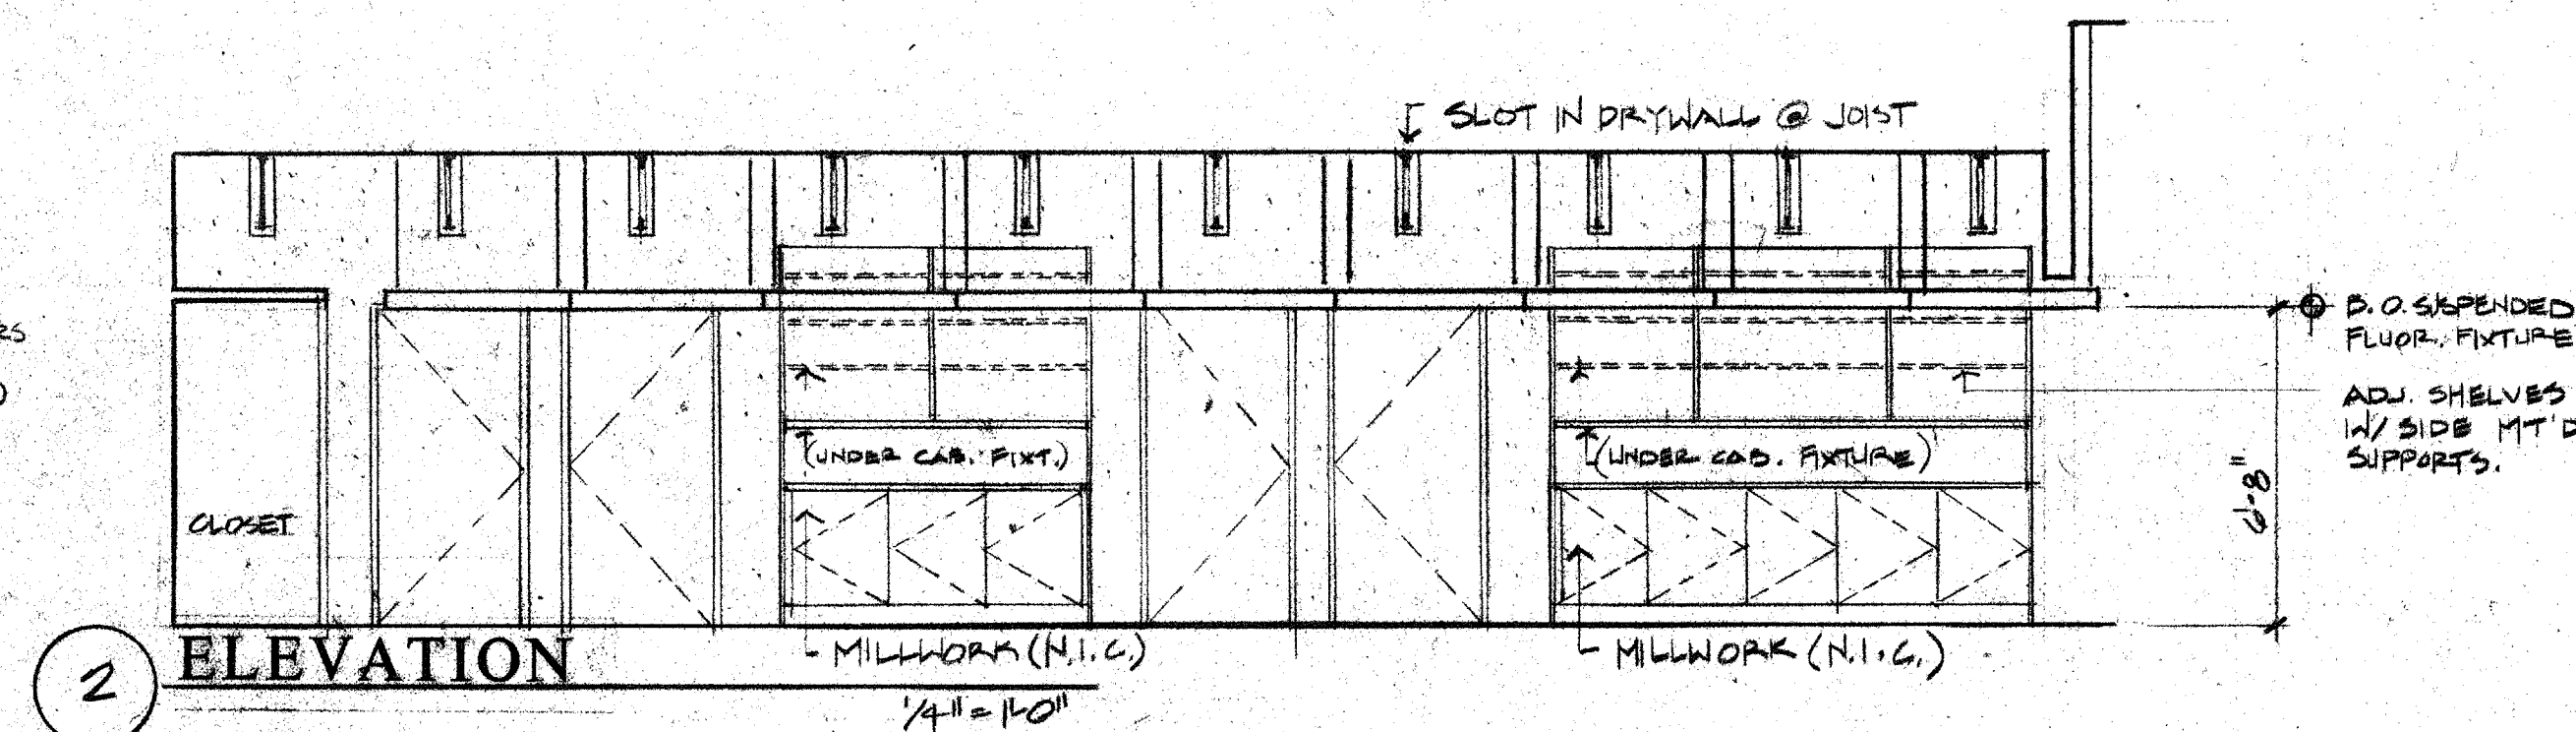 SLOT IN DRYWALL @ JOIST
B.O. SUSPENDED
FLUOR. FIXTURE
ADJ. SHELVES
W/ SIDE MT'D
SUPPORTS.
(UNDER CAB. FIXT.)
(UNDER CAB. FIXTURE)
6'-8"
CLOSET
MILLWORK (N.I.C.)
MILLWORK (N.I.C.)
2
ELEVATION
1/4" = 1'-0"